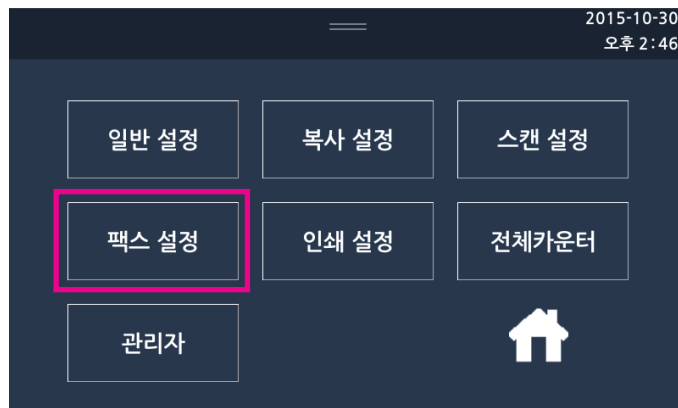 2015-10-30
오후 2:46
일반 설정
복사 설정
스캔 설정
팩스 설정
인쇄 설정
전체카운터
관리자